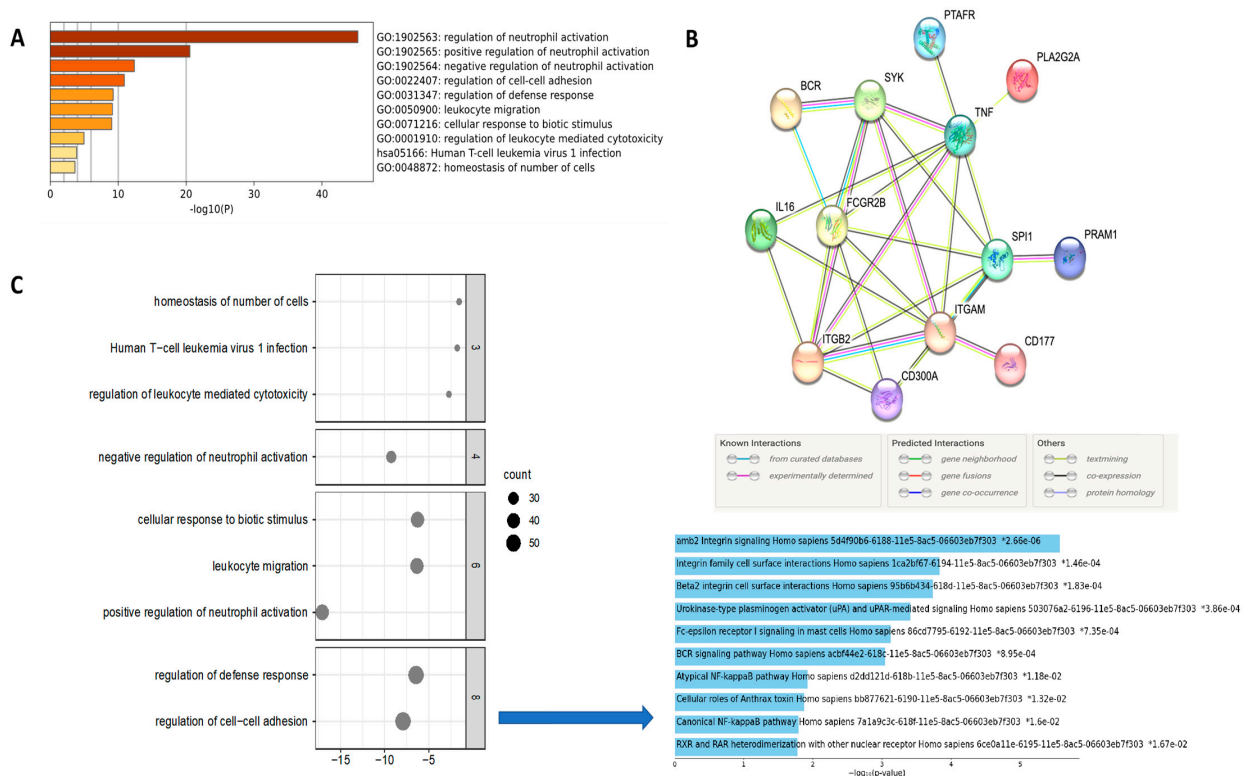 A
GO:1902563: regulation of neutrophil activation
GO:1902565: positive regulation of neutrophil activation
GO:1902564: negative regulation of neutrophil activation
GO:0022407: regulation of cell-cell adhesion
GO:0031347: regulation of defense response
GO:0050900: leukocyte migration
GO:0071216: cellular response to biotic stimulus
GO:0001910: regulation of leukocyte mediated cytotoxicity
hsa05166: Human T-cell leukemia virus 1 infection
GO:0048872: homeostasis of number of cells
0 10 20 30 40
-log10(P)
B
PTAFR
PLA2G2A
SYK
BCR
TNF
IL16
FCGR2B
SPI1
PRAM1
ITGAM
ITGB2
CD177
CD300A
Known Interactions
from curated databases
experimentally determined
Predicted Interactions
gene neighborhood
gene fusions
gene co-occurrence
Others
textmining
co-expression
protein homology
C
homeostasis of number of cells
Human T−cell leukemia virus 1 infection
regulation of leukocyte mediated cytotoxicity
3
negative regulation of neutrophil activation
4
cellular response to biotic stimulus
leukocyte migration
positive regulation of neutrophil activation
6
regulation of defense response
regulation of cell−cell adhesion
8
−15 −10 −5
count
30
40
50
amb2 Integrin signaling Homo sapiens 5d4f90b6-6188-11e5-8ac5-06603eb7f303 *2.66e-06
Integrin family cell surface interactions Homo sapiens 1ca2bf67-6194-11e5-8ac5-06603eb7f303 *1.46e-04
Beta2 integrin cell surface interactions Homo sapiens 95b6b434-618d-11e5-8ac5-06603eb7f303 *1.83e-04
Urokinase-type plasminogen activator (uPA) and uPAR-mediated signaling Homo sapiens 503076a2-6196-11e5-8ac5-06603eb7f303 *3.86e-04
Fc-epsilon receptor I signaling in mast cells Homo sapiens 86cd7795-6192-11e5-8ac5-06603eb7f303 *7.35e-04
BCR signaling pathway Homo sapiens acbf44e2-618c-11e5-8ac5-06603eb7f303 *8.95e-04
Atypical NF-kappaB pathway Homo sapiens d2dd121d-618b-11e5-8ac5-06603eb7f303 *1.18e-02
Cellular roles of Anthrax toxin Homo sapiens bb877621-6190-11e5-8ac5-06603eb7f303 *1.32e-02
Canonical NF-kappaB pathway Homo sapiens 7a1a9c3c-618f-11e5-8ac5-06603eb7f303 *1.6e-02
RXR and RAR heterodimerization with other nuclear receptor Homo sapiens 6ce0a11e-6195-11e5-8ac5-06603eb7f303 *1.67e-02
0 1 2 3 4 5
−log₁₀(p-value)